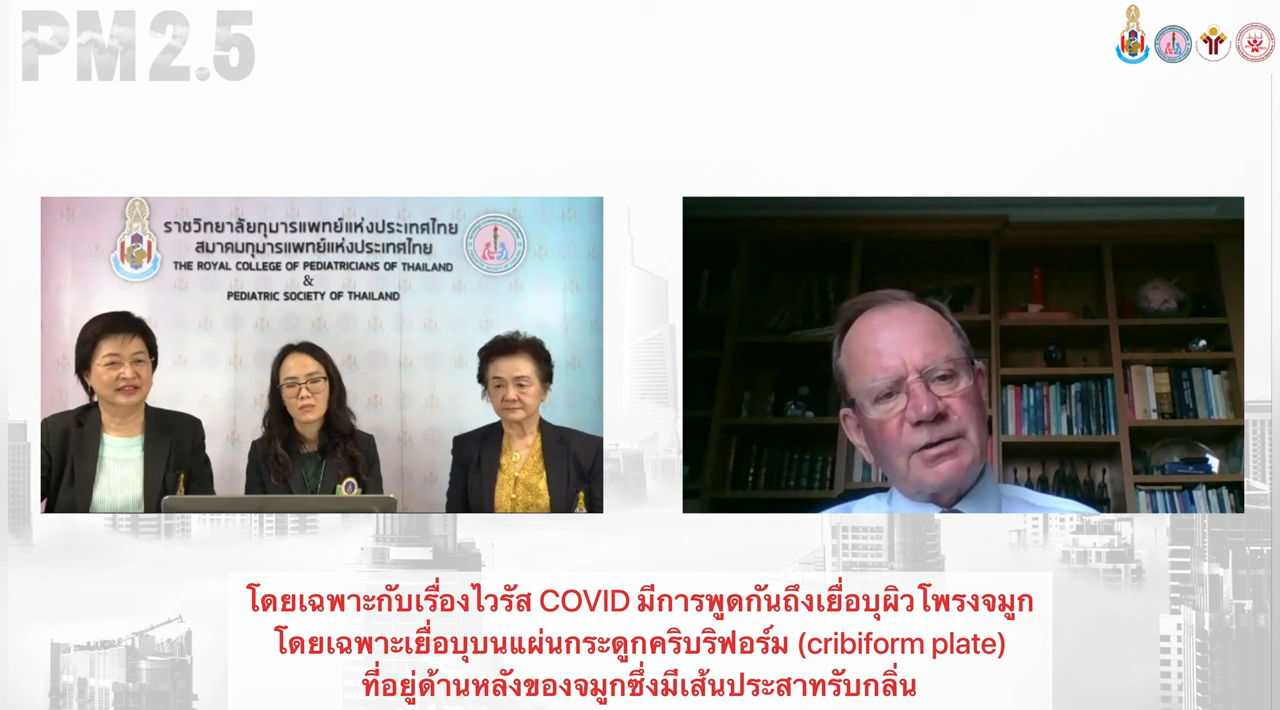 PM2.5
ราชวิทยาลัยกุมารแพทย์แห่งประเทศไทย
สมาคมกุมารแพทย์แห่งประเทศไทย
THE ROYAL COLLEGE OF PEDIATRICIANS OF THAILAND
&
PEDIATRIC SOCIETY OF THAILAND
โดยเฉพาะกับเรื่องไวรัส COVID มีการพูดกันถึงเยื่อบุผิวโพรงจมูก
โดยเฉพาะเยื่อบุบนแผ่นกระดูกคริบริฟอร์ม (cribiform plate)
ที่อยู่ด้านหลังของจมูกซึ่งมีเส้นประสาทรับกลิ่น